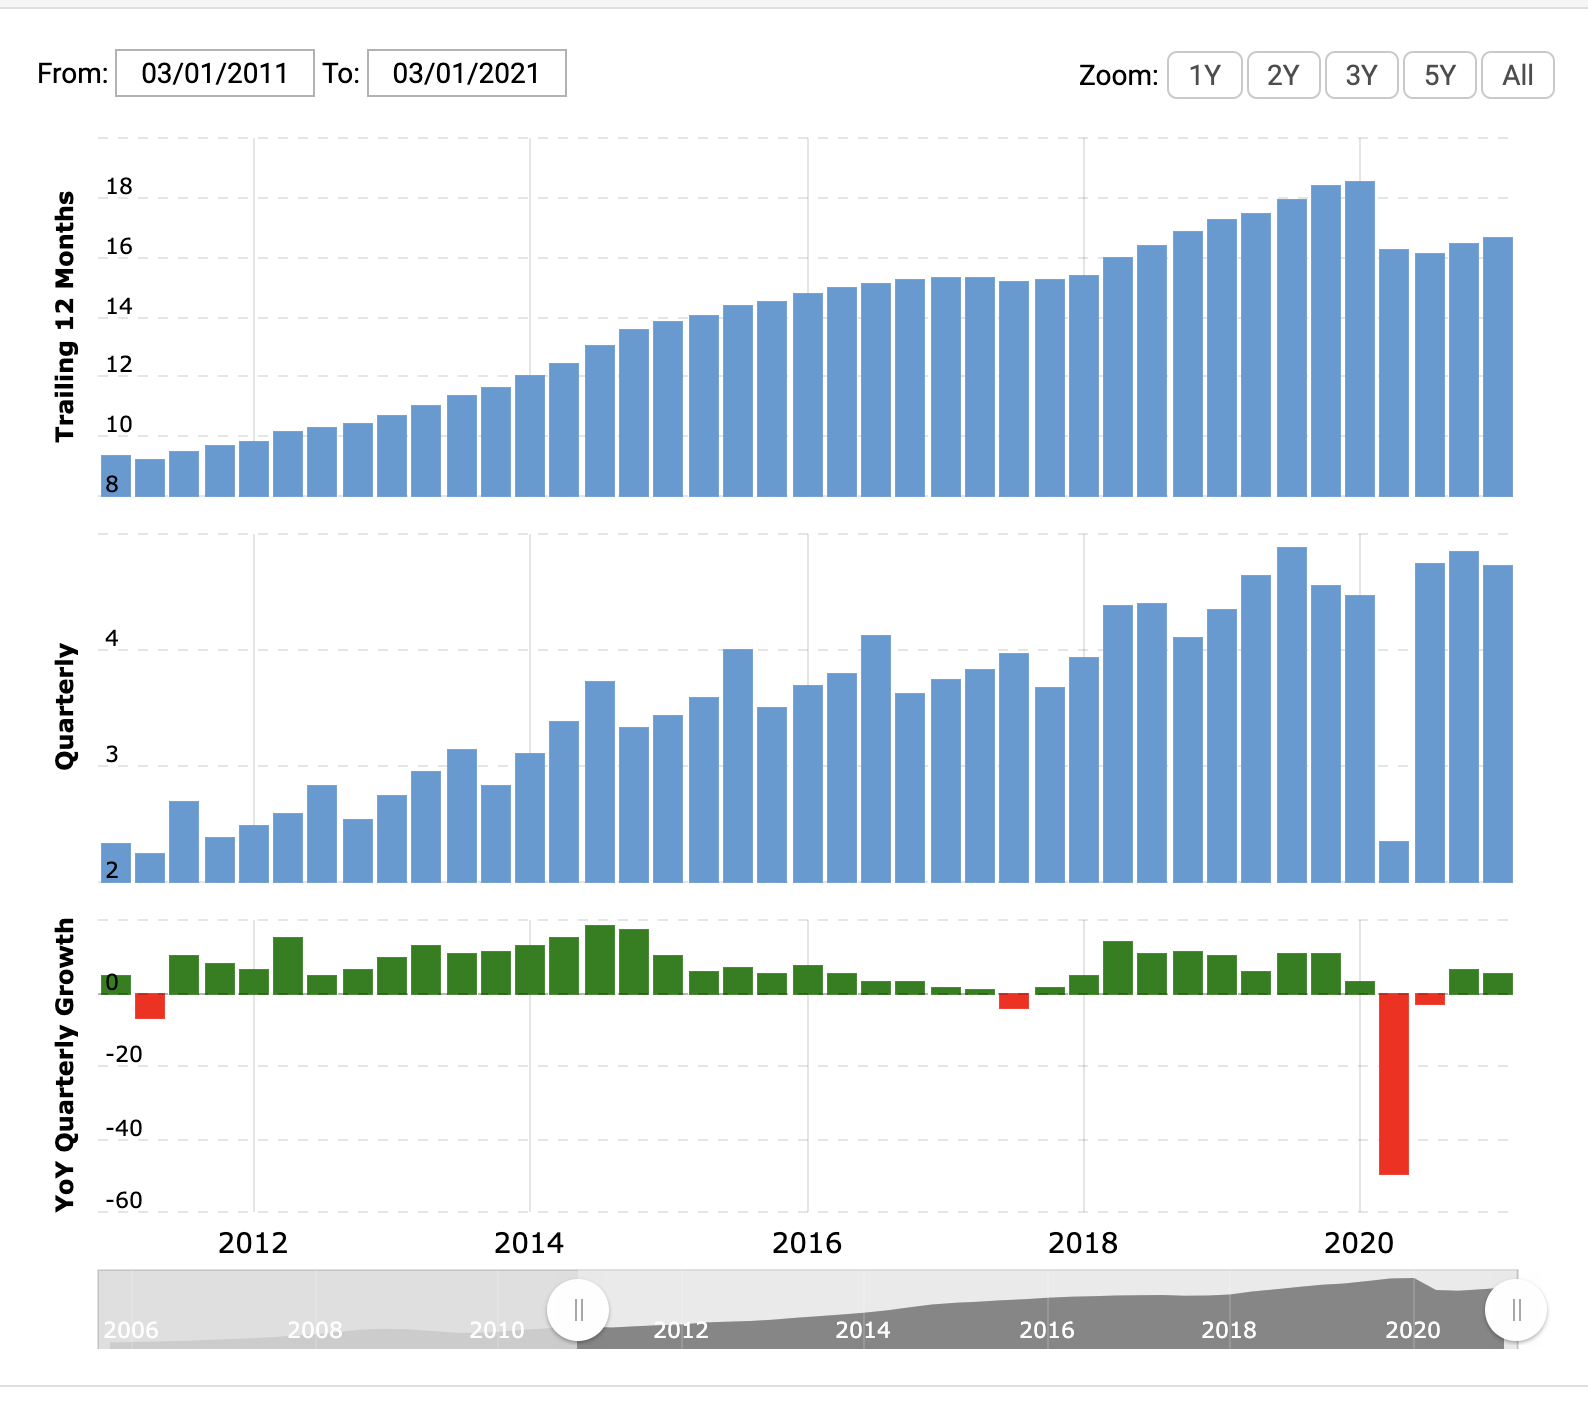 From: 03/01/2011 To: 03/01/2021 Zoom: 1Y 2Y 3Y 5Y All
Trailing 12 Months
18
16
14
12
10
8
Quarterly
4
3
2
YoY Quarterly Growth
0
-20
-40
-60
2012 2014 2016 2018 2020
2006 2008 2010 2012 2014 2016 2018 2020